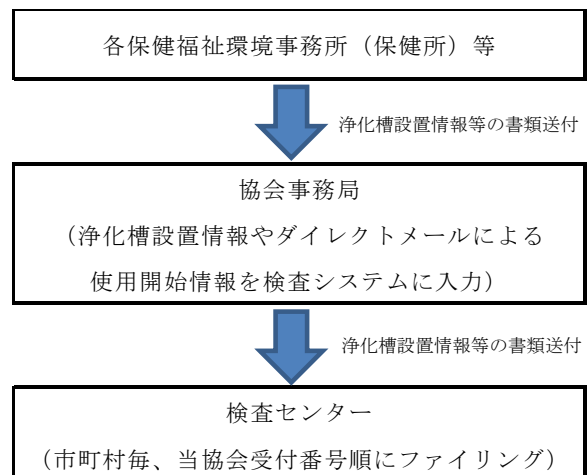 各保健福祉環境事務所（保健所）等
浄化槽設置情報等の書類送付
協会事務局
（浄化槽設置情報やダイレクトメールによる
使用開始情報を検査システムに入力）
浄化槽設置情報等の書類送付
検査センター
（市町村毎、当協会受付番号順にファイリング）